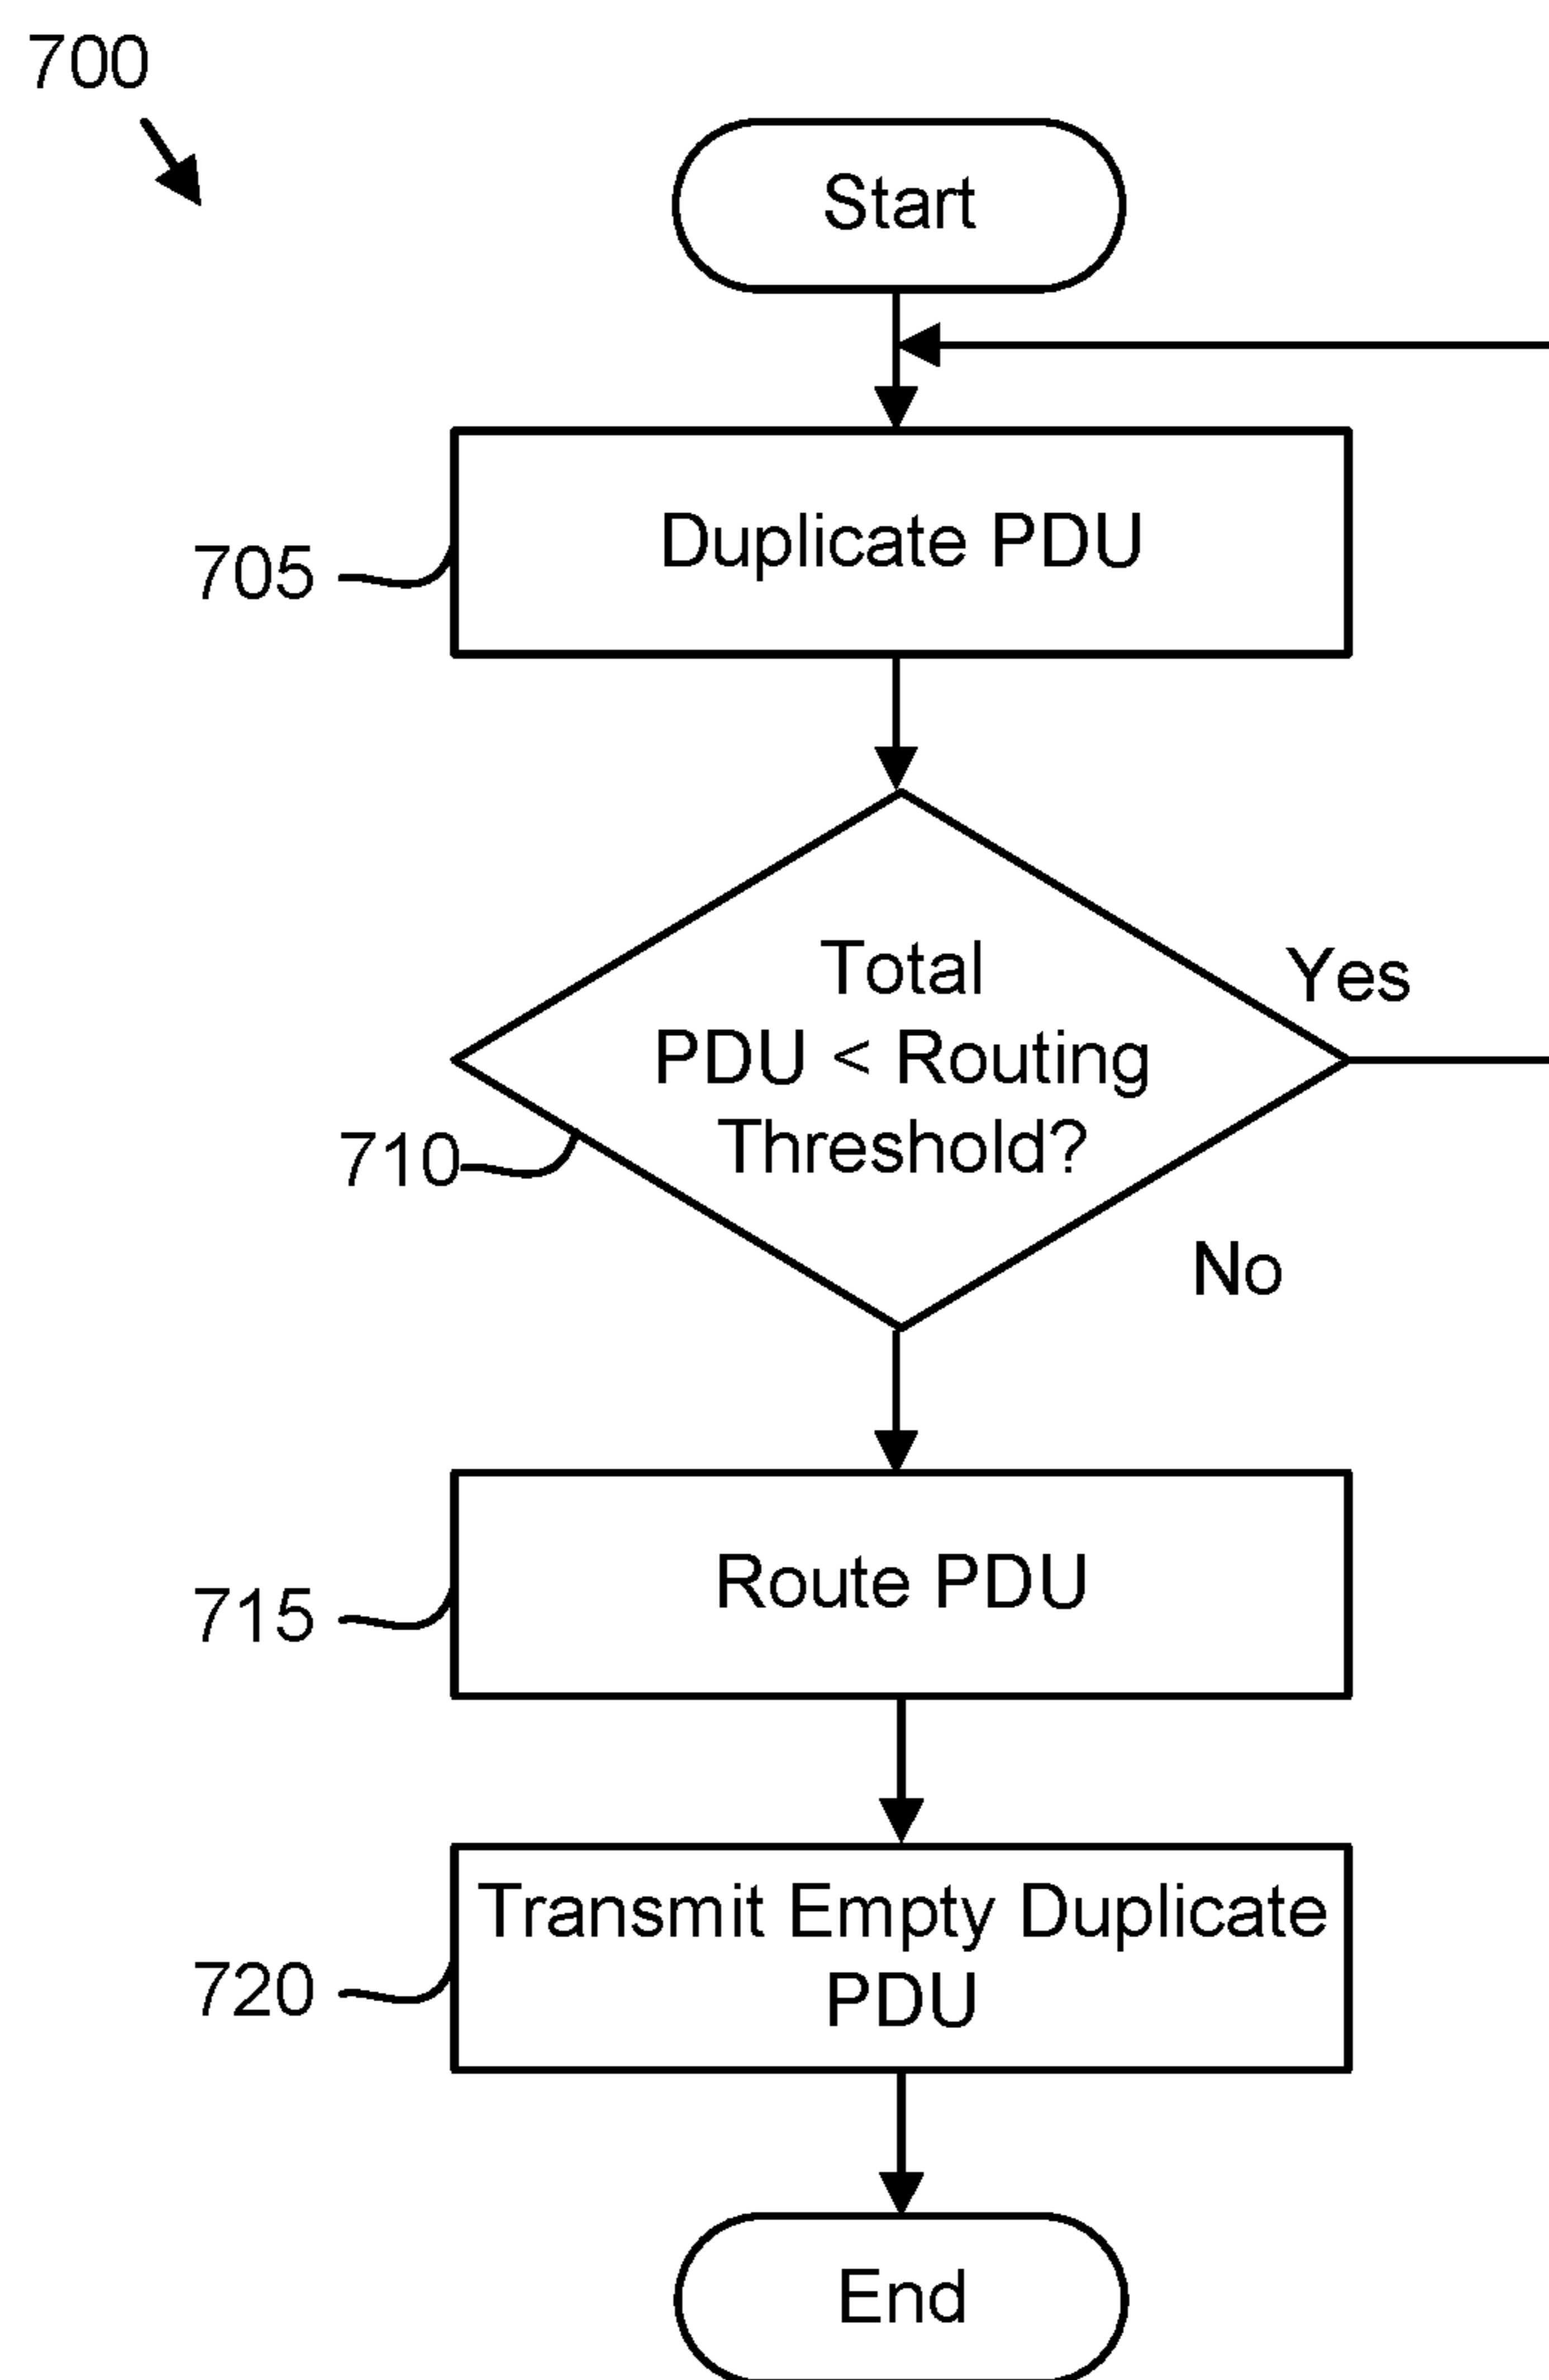 700
Start
Duplicate PDU
705
Total
PDU < Routing
Threshold?
Yes
710
No
Route PDU
715
Transmit Empty Duplicate
PDU
720
End